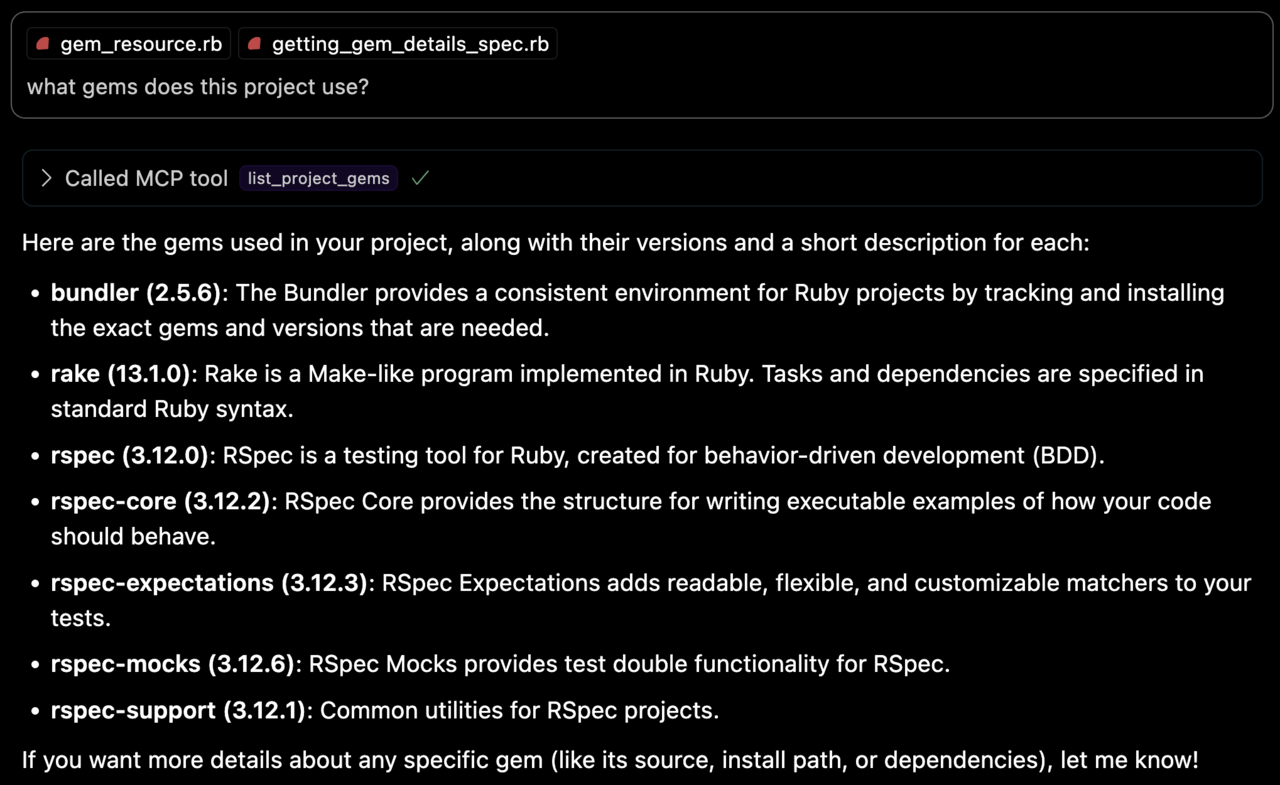 gem_resource.rb getting_gem_details_spec.rb
what gems does this project use?
Called MCP tool list_project_gems
Here are the gems used in your project, along with their versions and a short description for each:
• bundler (2.5.6): The Bundler provides a consistent environment for Ruby projects by tracking and installing
the exact gems and versions that are needed.
• rake (13.1.0): Rake is a Make-like program implemented in Ruby. Tasks and dependencies are specified in
standard Ruby syntax.
• rspec (3.12.0): RSpec is a testing tool for Ruby, created for behavior-driven development (BDD).
• rspec-core (3.12.2): RSpec Core provides the structure for writing executable examples of how your code
should behave.
• rspec-expectations (3.12.3): RSpec Expectations adds readable, flexible, and customizable matchers to your
tests.
• rspec-mocks (3.12.6): RSpec Mocks provides test double functionality for RSpec.
• rspec-support (3.12.1): Common utilities for RSpec projects.
If you want more details about any specific gem (like its source, install path, or dependencies), let me know!